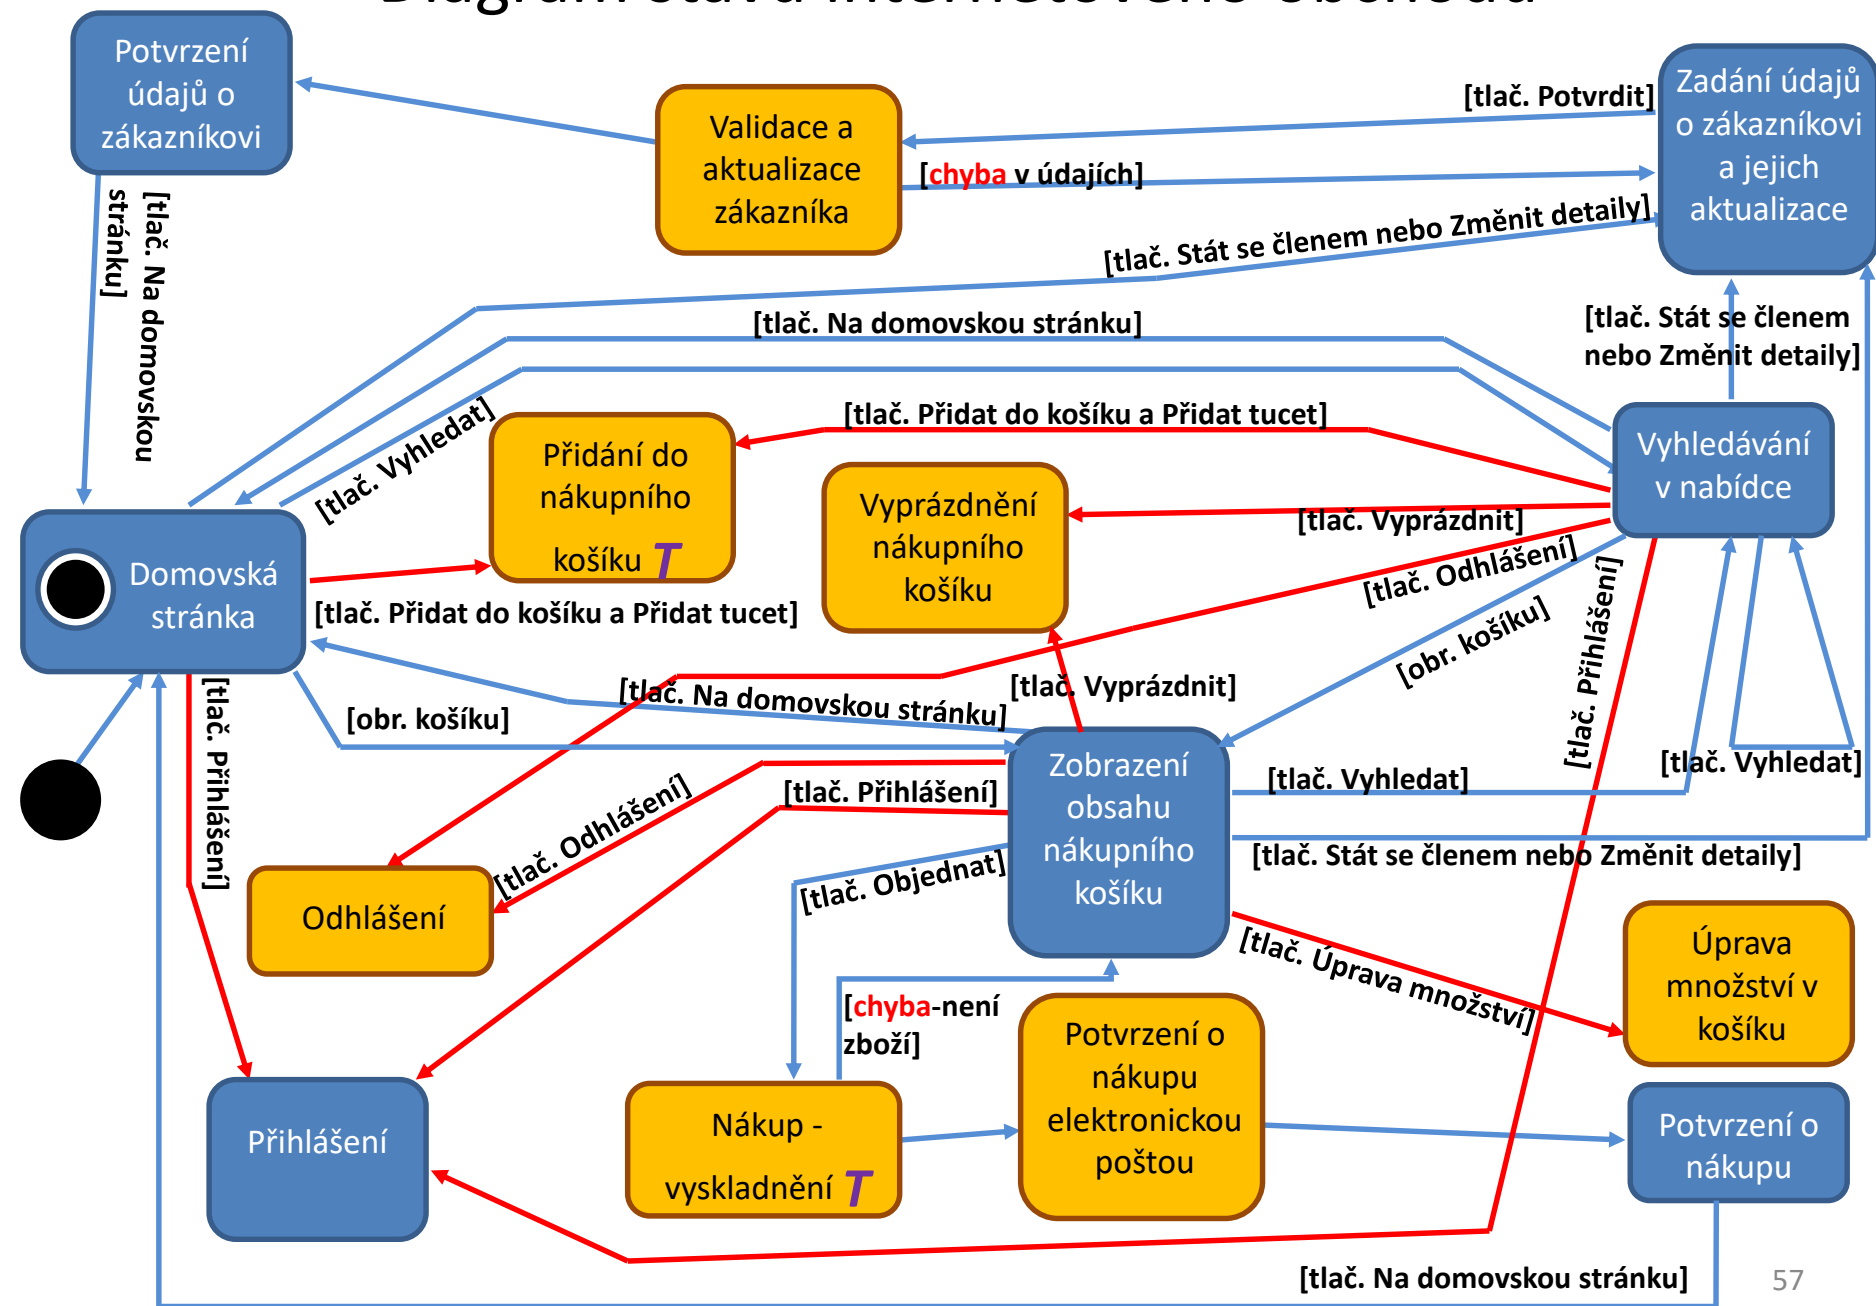 Diagram stavů internetového obchodu
Potvrzení
údajů o
zákazníkovi
Validace a
aktualizace
zákazníka
[tlač. Potvrdit]
[chyba v údajích]
Zadání údajů
o zákazníkovi
a jejich
aktualizace
[tlač. Na domovskou
stránku]
[tlač. Stát se členem nebo Změnit detaily]
[tlač. Na domovskou stránku]
[tlač. Stát se členem
nebo Změnit detaily]
[tlač. Vyhledat]
Přidání do
nákupního
košíku T
[tlač. Přidat do košíku a Přidat tucet]
Vyprázdnění
nákupního
košíku
[tlač. Vyprázdnit]
Vyhledávání
v nabídce
Domovská
stránka
[tlač. Přidat do košíku a Přidat tucet]
[tlač. Odhlášení]
[obr. košíku]
[tlač. Přihlášení]
[tlač. Přihlášení]
[obr. košíku]
[tlač. Na domovskou stránku]
[tlač. Vyprázdnit]
Zobrazení
obsahu
nákupního
košíku
[tlač. Vyhledat]
[tlač. Vyhledat]
[tlač. Odhlášení]
[tlač. Přihlášení]
[tlač. Stát se členem nebo Změnit detaily]
[tlač. Objednat]
Odhlášení
[tlač. Úprava množství]
Úprava
množství v
košíku
[chyba-není
zboží]
Přihlášení
Nákup -
vyskladnění T
Potvrzení o
nákupu
elektronickou
poštou
Potvrzení o
nákupu
[tlač. Na domovskou stránku]
57